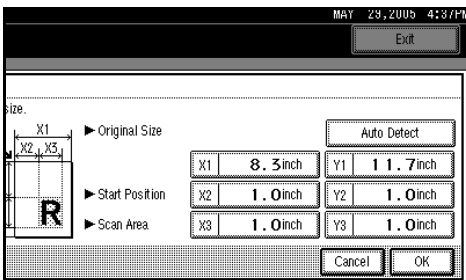 MAY 29,2005 4:37PM
Exit
size.
X1
▶ Original Size
Auto Detect
X2 X3
X1 8.3inch Y1 11.7inch
▶ Start Position X2 1.0inch Y2 1.0inch
R
▶ Scan Area X3 1.0inch Y3 1.0inch
Cancel OK